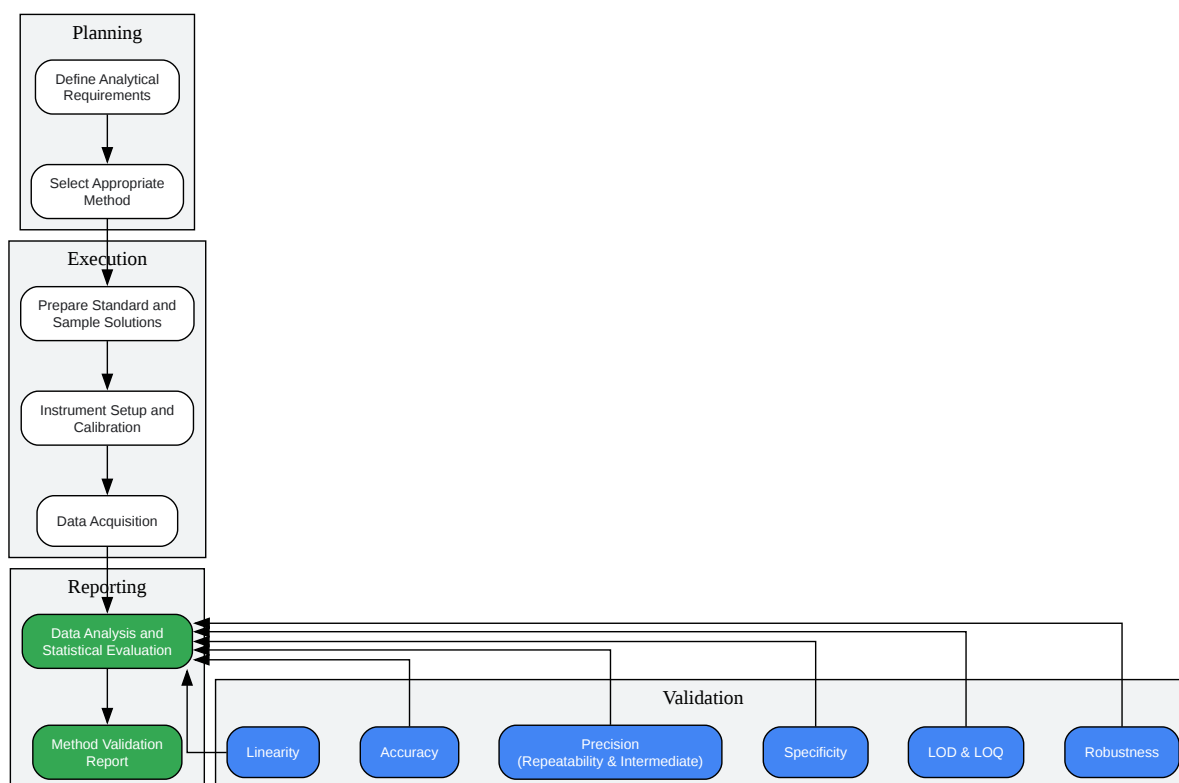 Planning
Define Analytical
Requirements
Select Appropriate
Method
Execution
Prepare Standard and
Sample Solutions
Instrument Setup and
Calibration
Data Acquisition
Reporting
Data Analysis and
Statistical Evaluation
Method Validation
Report
Validation
Linearity
Accuracy
Precision
(Repeatability & Intermediate)
Specificity
LOD & LOQ
Robustness